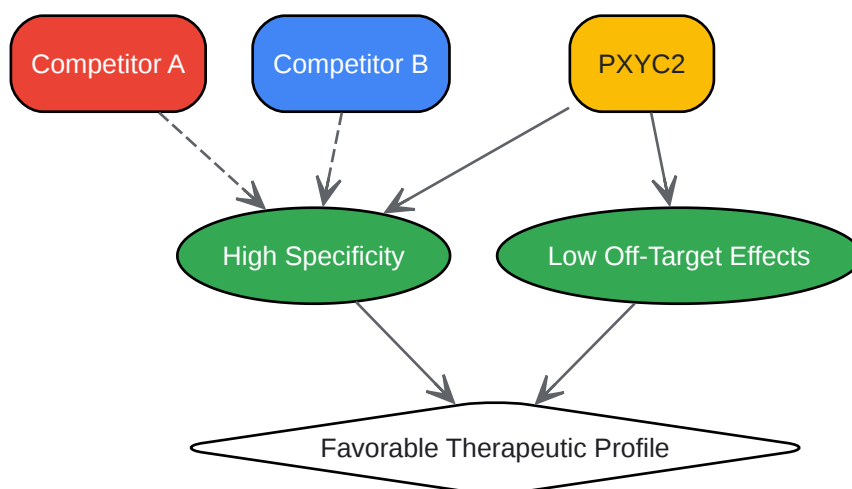 Competitor A
Competitor B
PXYC2
High Specificity
Low Off-Target Effects
Favorable Therapeutic Profile